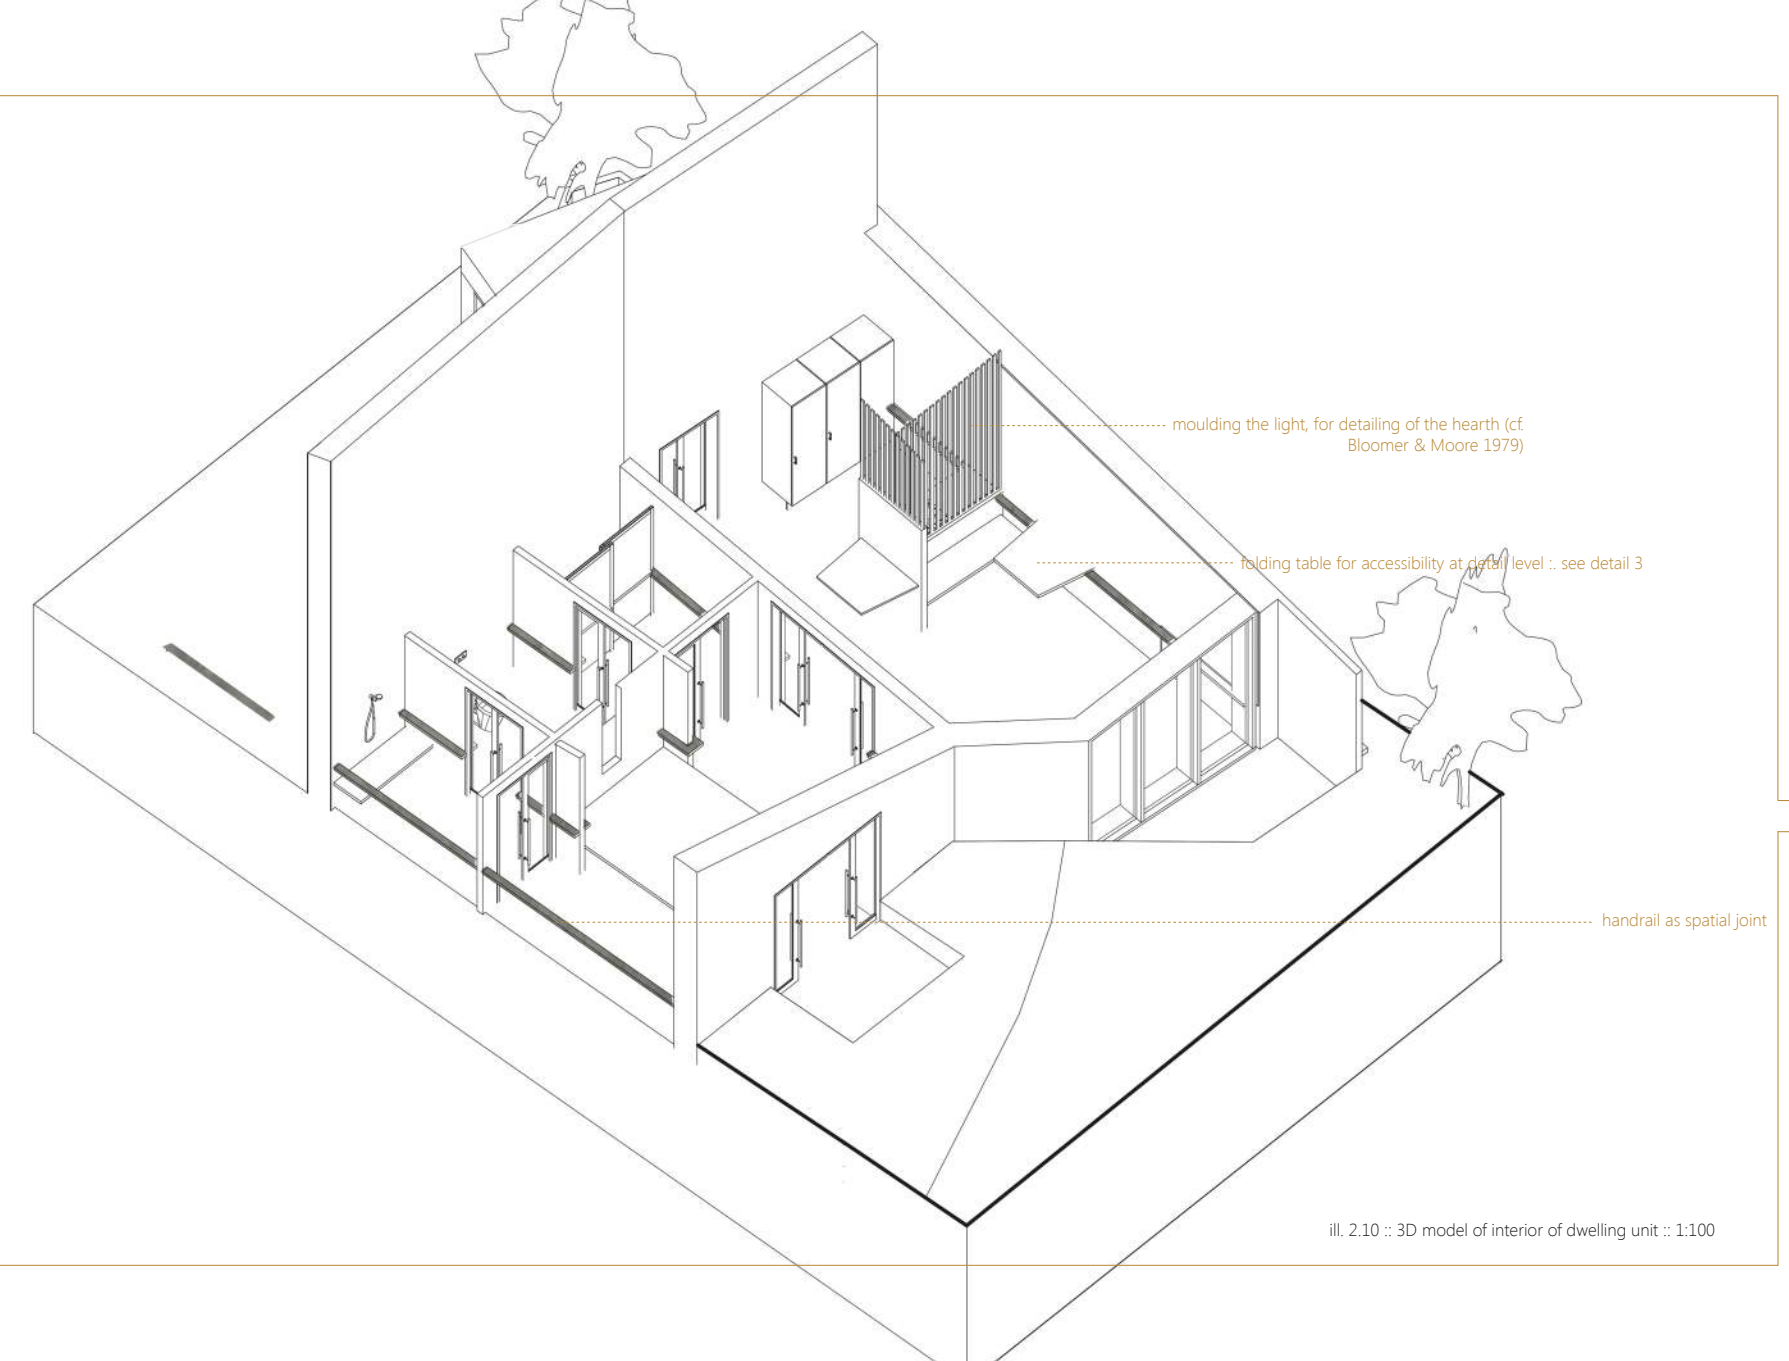 moulding the light, for detailing of the hearth (cf.
Bloomer & Moore 1979)
folding table for accessibility at detail level :. see detail 3
handrail as spatial joint
ill. 2.10 :: 3D model of interior of dwelling unit :: 1:100